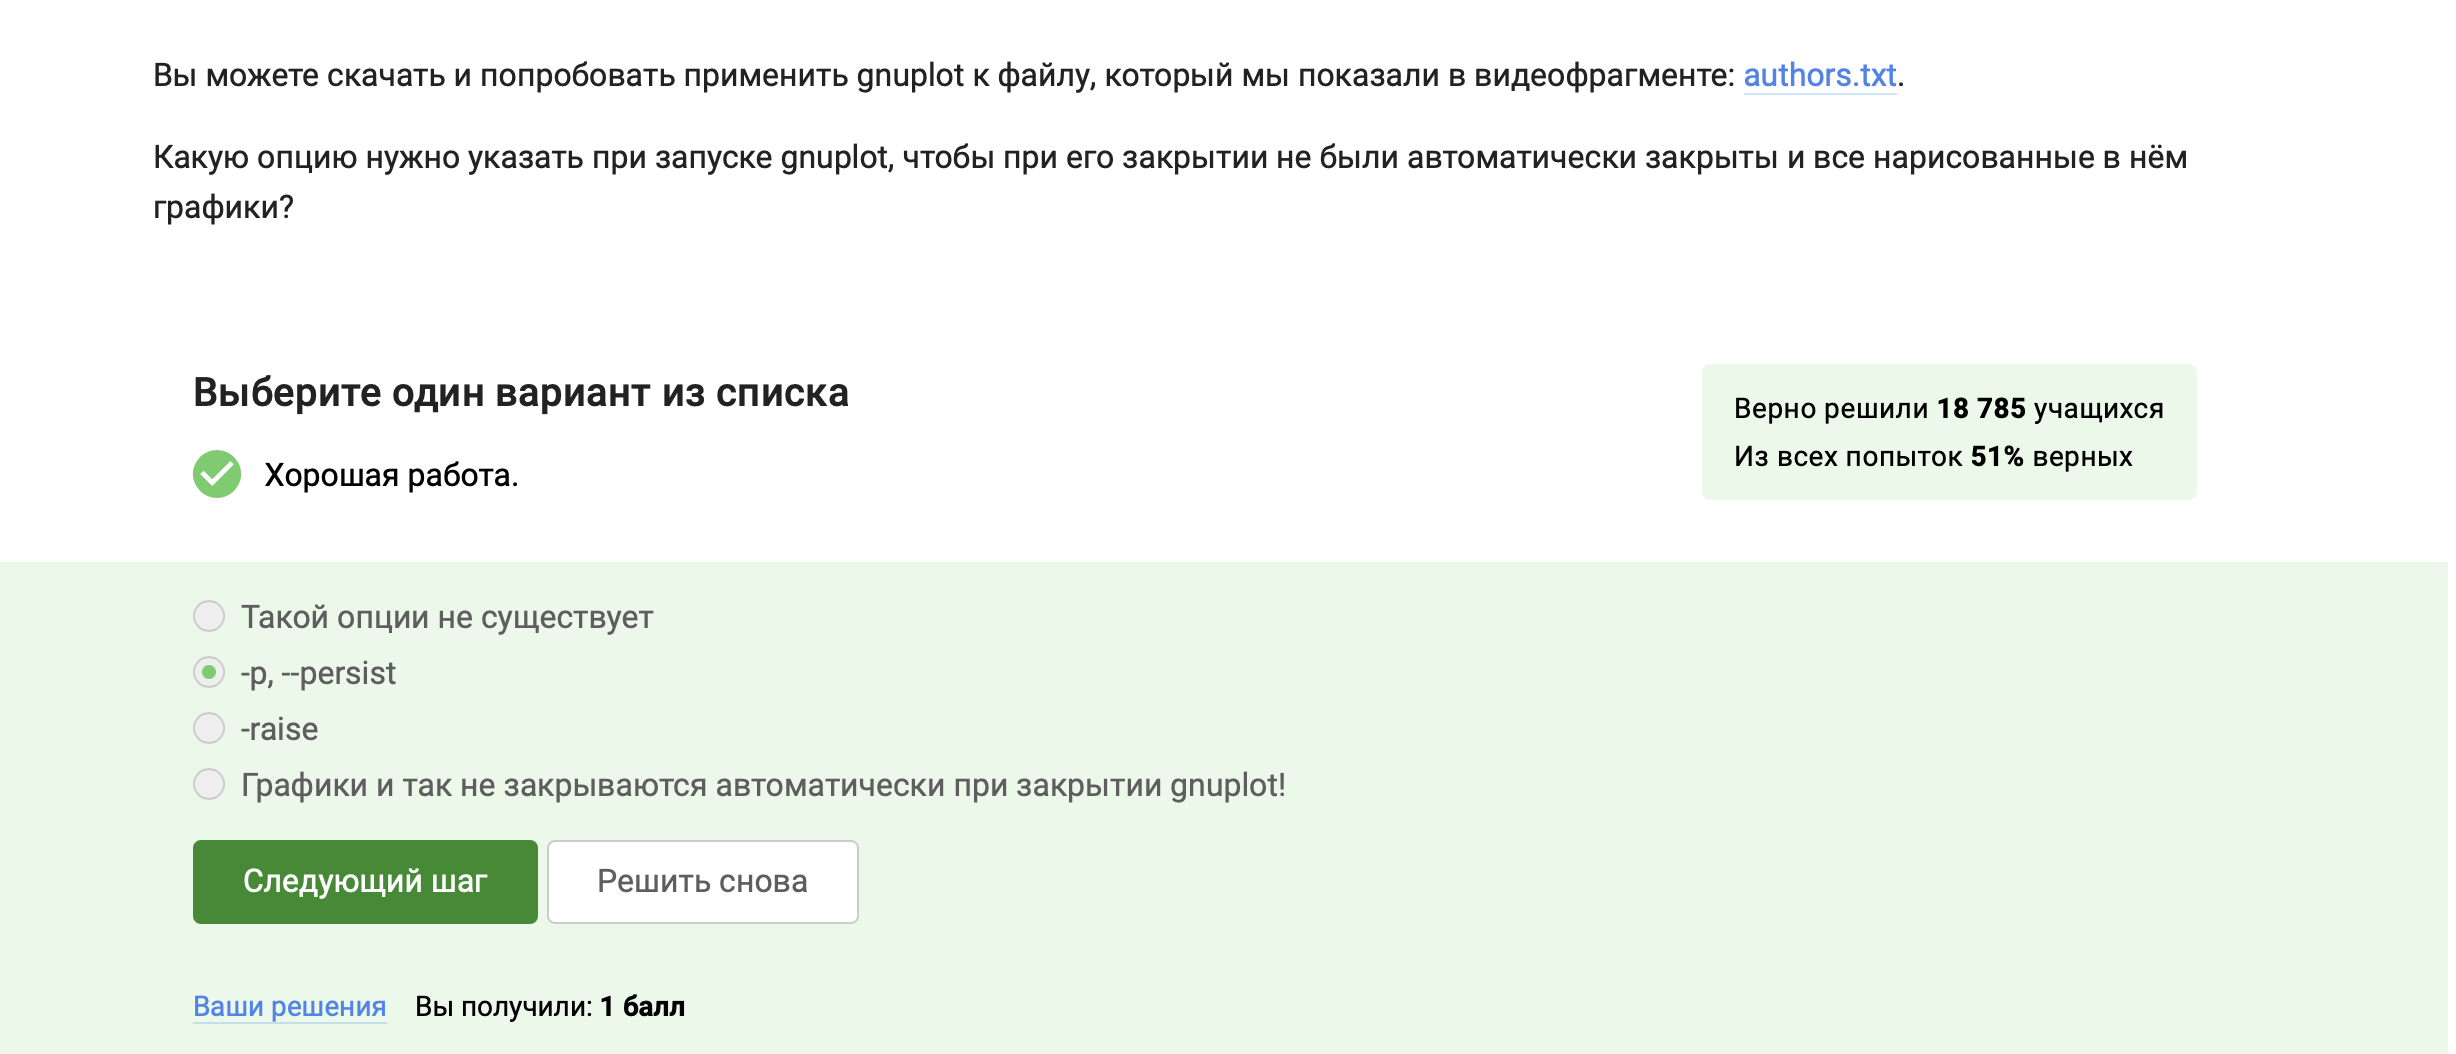 Вы можете скачать и попробовать применить gnuplot к файлу, который мы показали в видеофрагменте: authors.txt.
Какую опцию нужно указать при запуске gnuplot, чтобы при его закрытии не были автоматически закрыты и все нарисованные в нём
графики?
Выберите один вариант из списка
Хорошая работа.
Верно решили 18 785 учащихся
Из всех попыток 51% верных
Такой опции не существует
-p, --persist
-raise
Графики и так не закрываются автоматически при закрытии gnuplot!
Следующий шаг
Решить снова
Ваши решения Вы получили: 1 балл